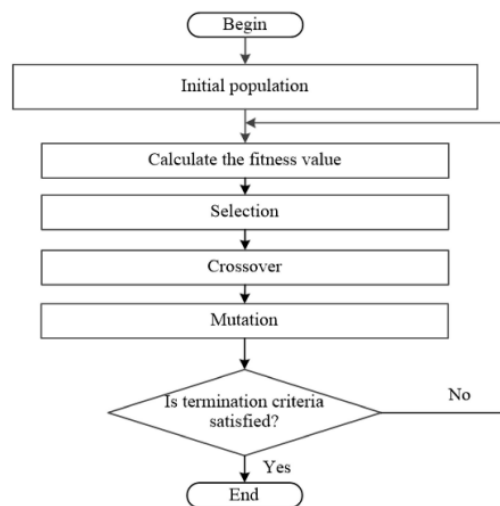 Begin
Initial population
Calculate the fitness value
Selection
Crossover
Mutation
Is termination criteria
satisfied?
No
Yes
End